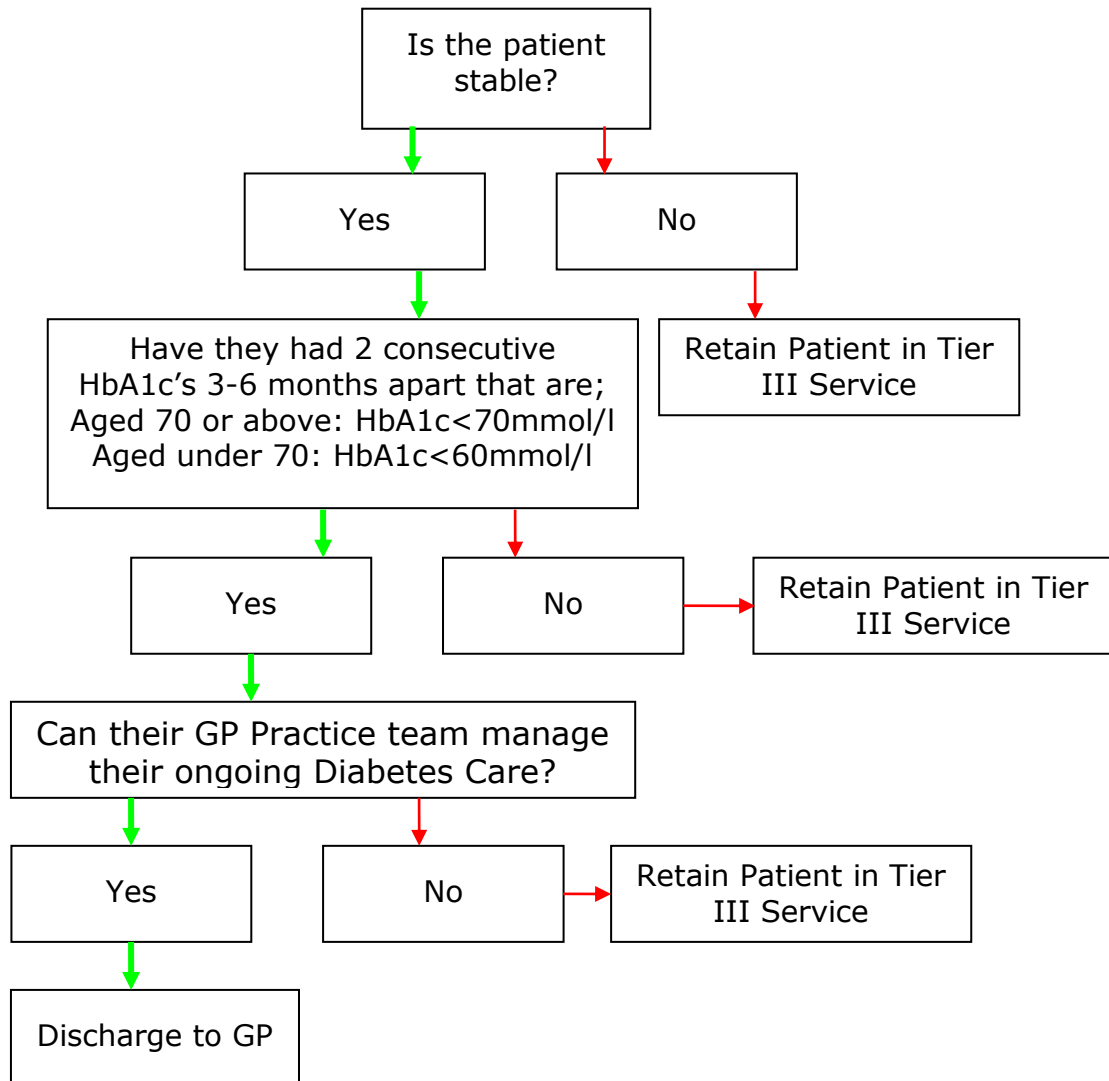 Is the patient
stable?
Yes
No
Have they had 2 consecutive
HbA1c’s 3-6 months apart that are;
Aged 70 or above: HbA1c<70mmol/l
Aged under 70: HbA1c<60mmol/l
Retain Patient in Tier
III Service
Yes
No
Retain Patient in Tier
III Service
Can their GP Practice team manage
their ongoing Diabetes Care?
Yes
No
Retain Patient in Tier
III Service
Discharge to GP